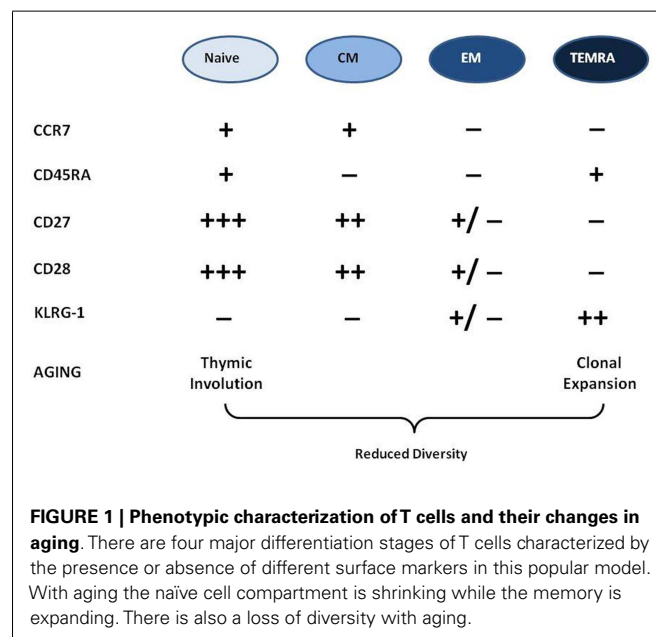 Naive CM EM TEMRA
CCR7 + + − −
CD45RA + − − +
CD27 +++ ++ +/− −
CD28 +++ ++ +/− −
KLRG-1 − − +/− ++
AGING Thymic Involution Clonal Expansion
Reduced Diversity
FIGURE 1 | Phenotypic characterization of T cells and their changes in
aging. There are four major differentiation stages of T cells characterized by
the presence or absence of different surface markers in this popular model.
With aging the naïve cell compartment is shrinking while the memory is
expanding. There is also a loss of diversity with aging.